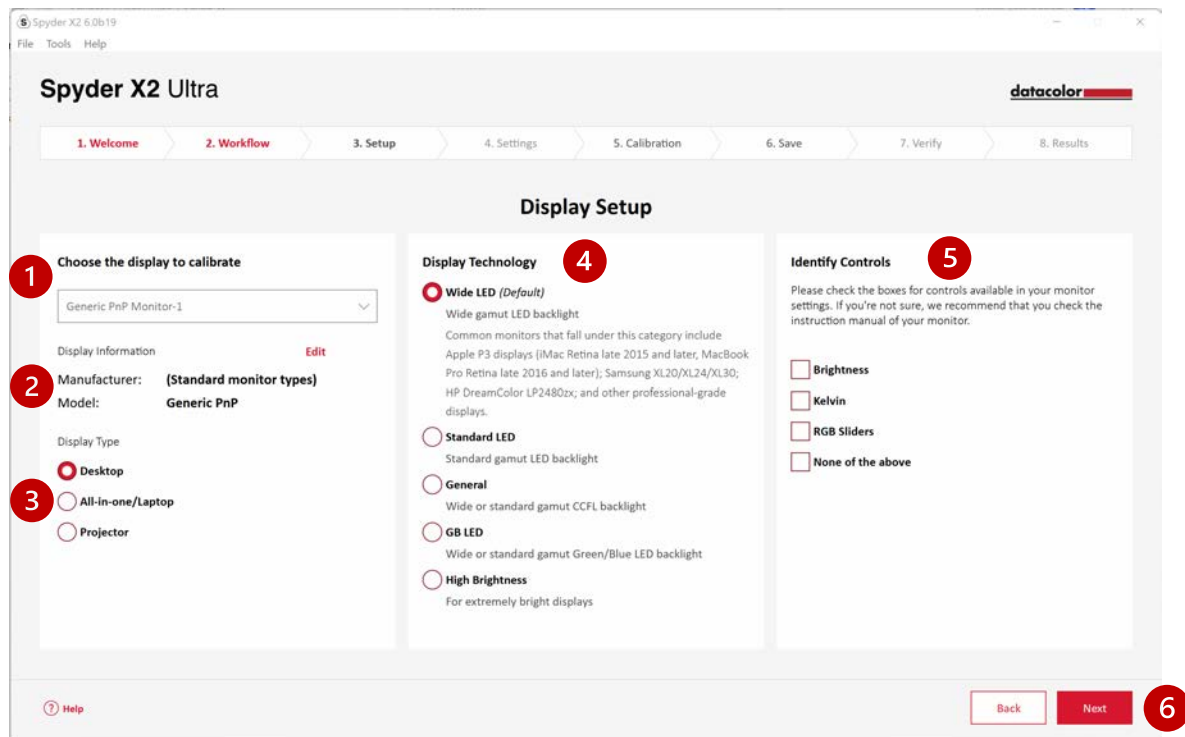 S Spyder X2 6.0b19
File Tools Help
Spyder X2 Ultra
datacolor
1. Welcome 2. Workflow 3. Setup 4. Settings 5. Calibration 6. Save 7. Verify 8. Results
Display Setup
1
Choose the display to calibrate
Generic PnP Monitor-1
Display Information Edit
2
Manufacturer: (Standard monitor types)
Model: Generic PnP
Display Type
Desktop
3
All-in-one/Laptop
Projector
Display Technology
4
Wide LED (Default)
Wide gamut LED backlight
Common monitors that fall under this category include
Apple P3 displays (iMac Retina late 2015 and later, MacBook
Pro Retina late 2016 and later); Samsung XL20/XL24/XL30;
HP DreamColor LP2480zx; and other professional-grade
displays.
Standard LED
Standard gamut LED backlight
General
Wide or standard gamut CCFL backlight
GB LED
Wide or standard gamut Green/Blue LED backlight
High Brightness
For extremely bright displays
5
Identify Controls
Please check the boxes for controls available in your monitor
settings. If you're not sure, we recommend that you check the
instruction manual of your monitor.
Brightness
Kelvin
RGB Sliders
None of the above
? Help
Back Next
6